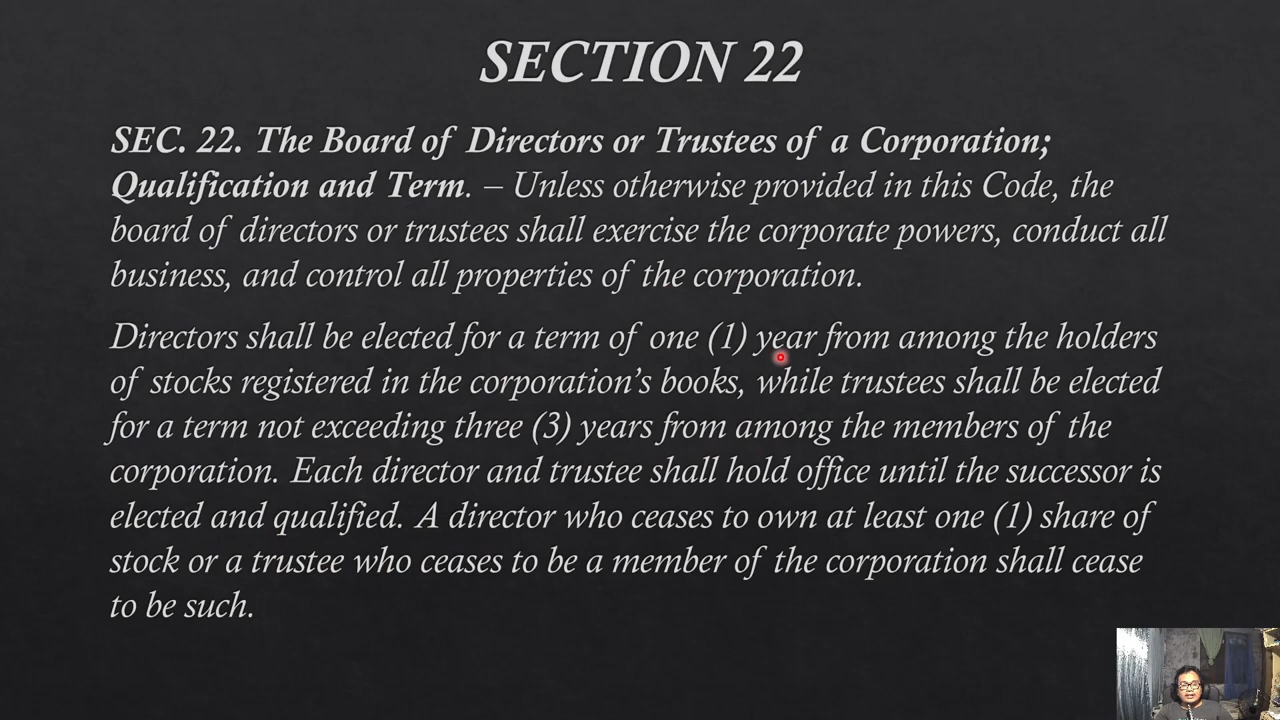 SECTION 22
SEC. 22. The Board of Directors or Trustees of a Corporation;
Qualification and Term. – Unless otherwise provided in this Code, the
board of directors or trustees shall exercise the corporate powers, conduct all
business, and control all properties of the corporation.
Directors shall be elected for a term of one (1) year from among the holders
of stocks registered in the corporation’s books, while trustees shall be elected
for a term not exceeding three (3) years from among the members of the
corporation. Each director and trustee shall hold office until the successor is
elected and qualified. A director who ceases to own at least one (1) share of
stock or a trustee who ceases to be a member of the corporation shall cease
to be such.